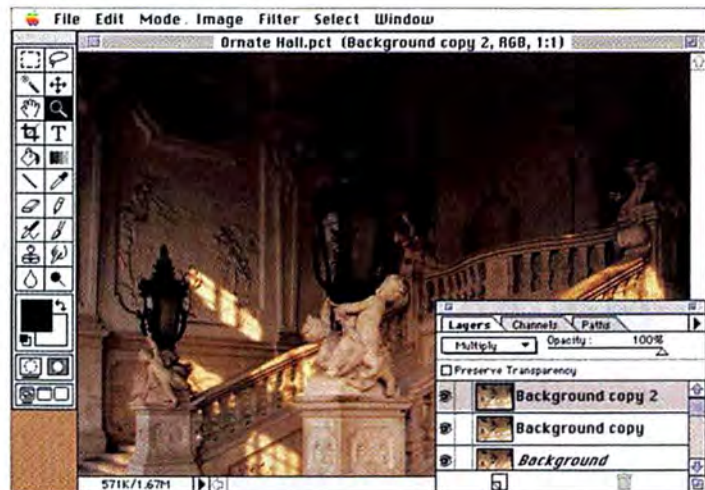 File Edit Mode Image Filter Select Window
Ornate Hall.pct (Background copy 2, RGB, 1:1)
T
Layers Channels Paths
Multiply Opacity: 100%
Preserve Transparency
Background copy 2
Background copy
Background
571K/1.67M